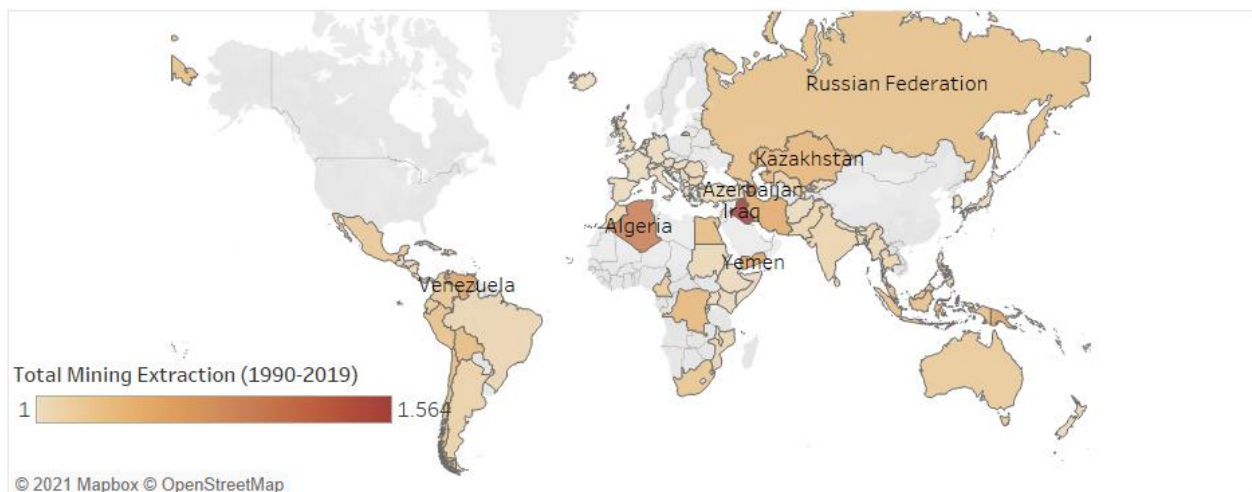 Russian Federation
Kazakhstan
Azerbaijan
Iraq
Algeria
Yemen
Venezuela
Total Mining Extraction (1990-2019)
1 1.564
© 2021 Mapbox © OpenStreetMap